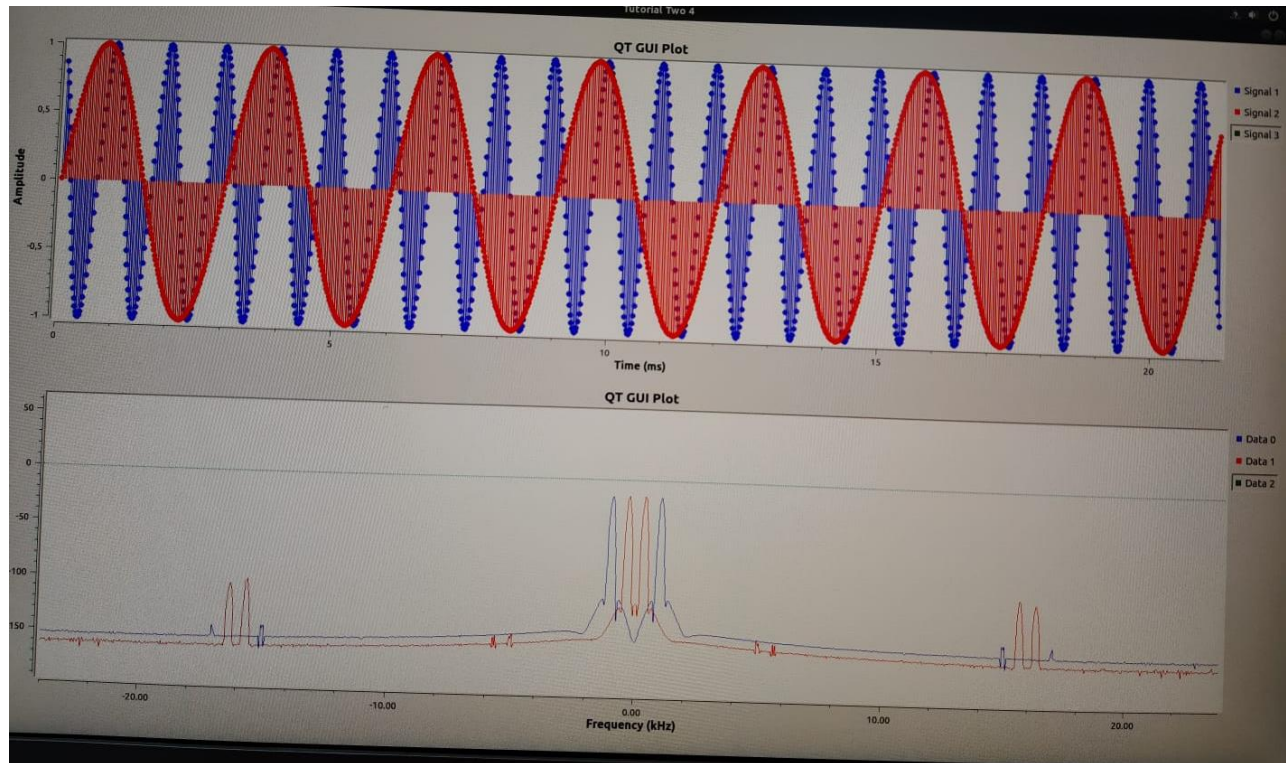 Tutorial Two 4
QT GUI Plot
1
0,5
0
-0,5
-1
Amplitude
0
5
10
15
20
Time (ms)
Signal 1
Signal 2
Signal 3
QT GUI Plot
50
0
-50
-100
-150
-20.00
-10.00
0.00
10.00
20.00
Frequency (kHz)
Data 0
Data 1
Data 2